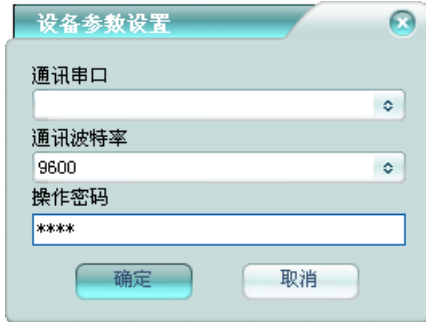 设备参数设置
通讯串口
通讯波特率
9600
操作密码
****
确定
取消